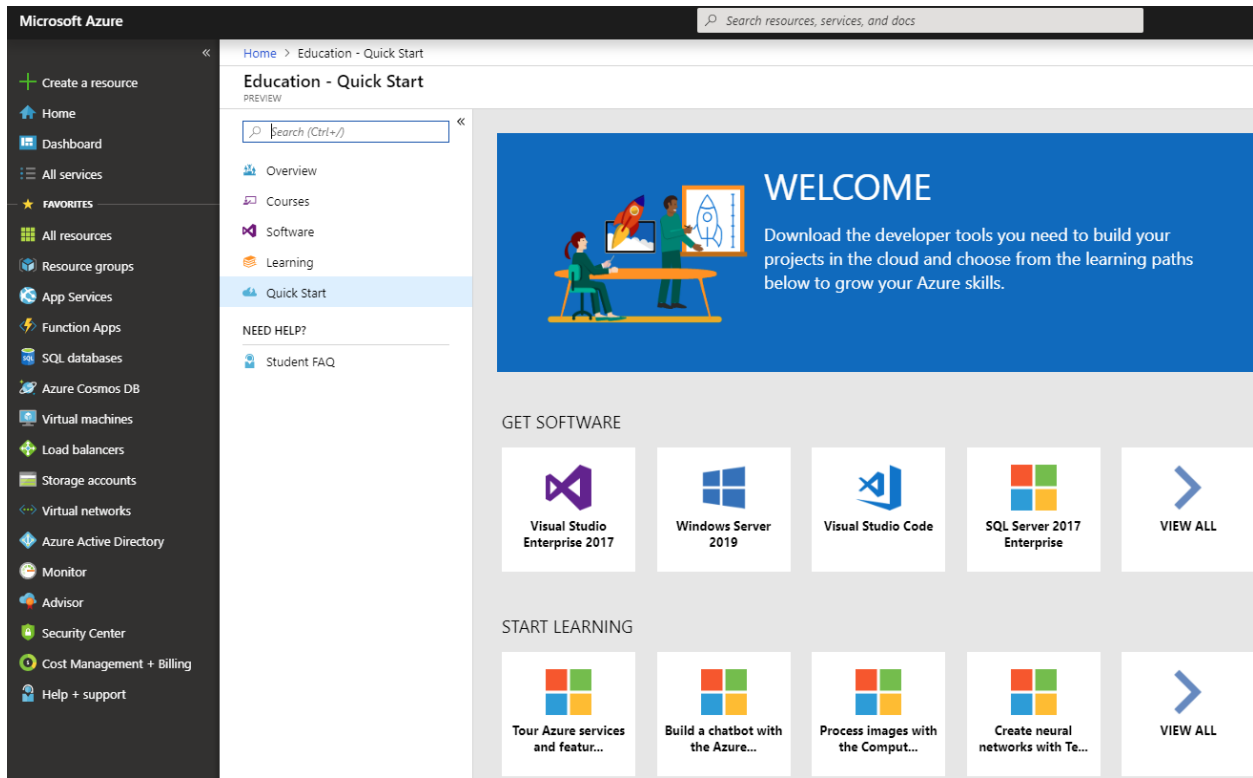 Microsoft Azure
Search resources, services, and docs
Create a resource
Home
Dashboard
All services
FAVORITES
All resources
Resource groups
App Services
Function Apps
SQL databases
Azure Cosmos DB
Virtual machines
Load balancers
Storage accounts
Virtual networks
Azure Active Directory
Monitor
Advisor
Security Center
Cost Management + Billing
Help + support
Home > Education - Quick Start
Education - Quick Start
PREVIEW
Search (Ctrl+/)
Overview
Courses
Software
Learning
Quick Start
NEED HELP?
Student FAQ
WELCOME
Download the developer tools you need to build your
projects in the cloud and choose from the learning paths
below to grow your Azure skills.
GET SOFTWARE
Visual Studio
Enterprise 2017
Windows Server
2019
Visual Studio Code
SQL Server 2017
Enterprise
VIEW ALL
START LEARNING
Tour Azure services
and featur...
Build a chatbot with
the Azure...
Process images with
the Comput...
Create neural
networks with Te...
VIEW ALL